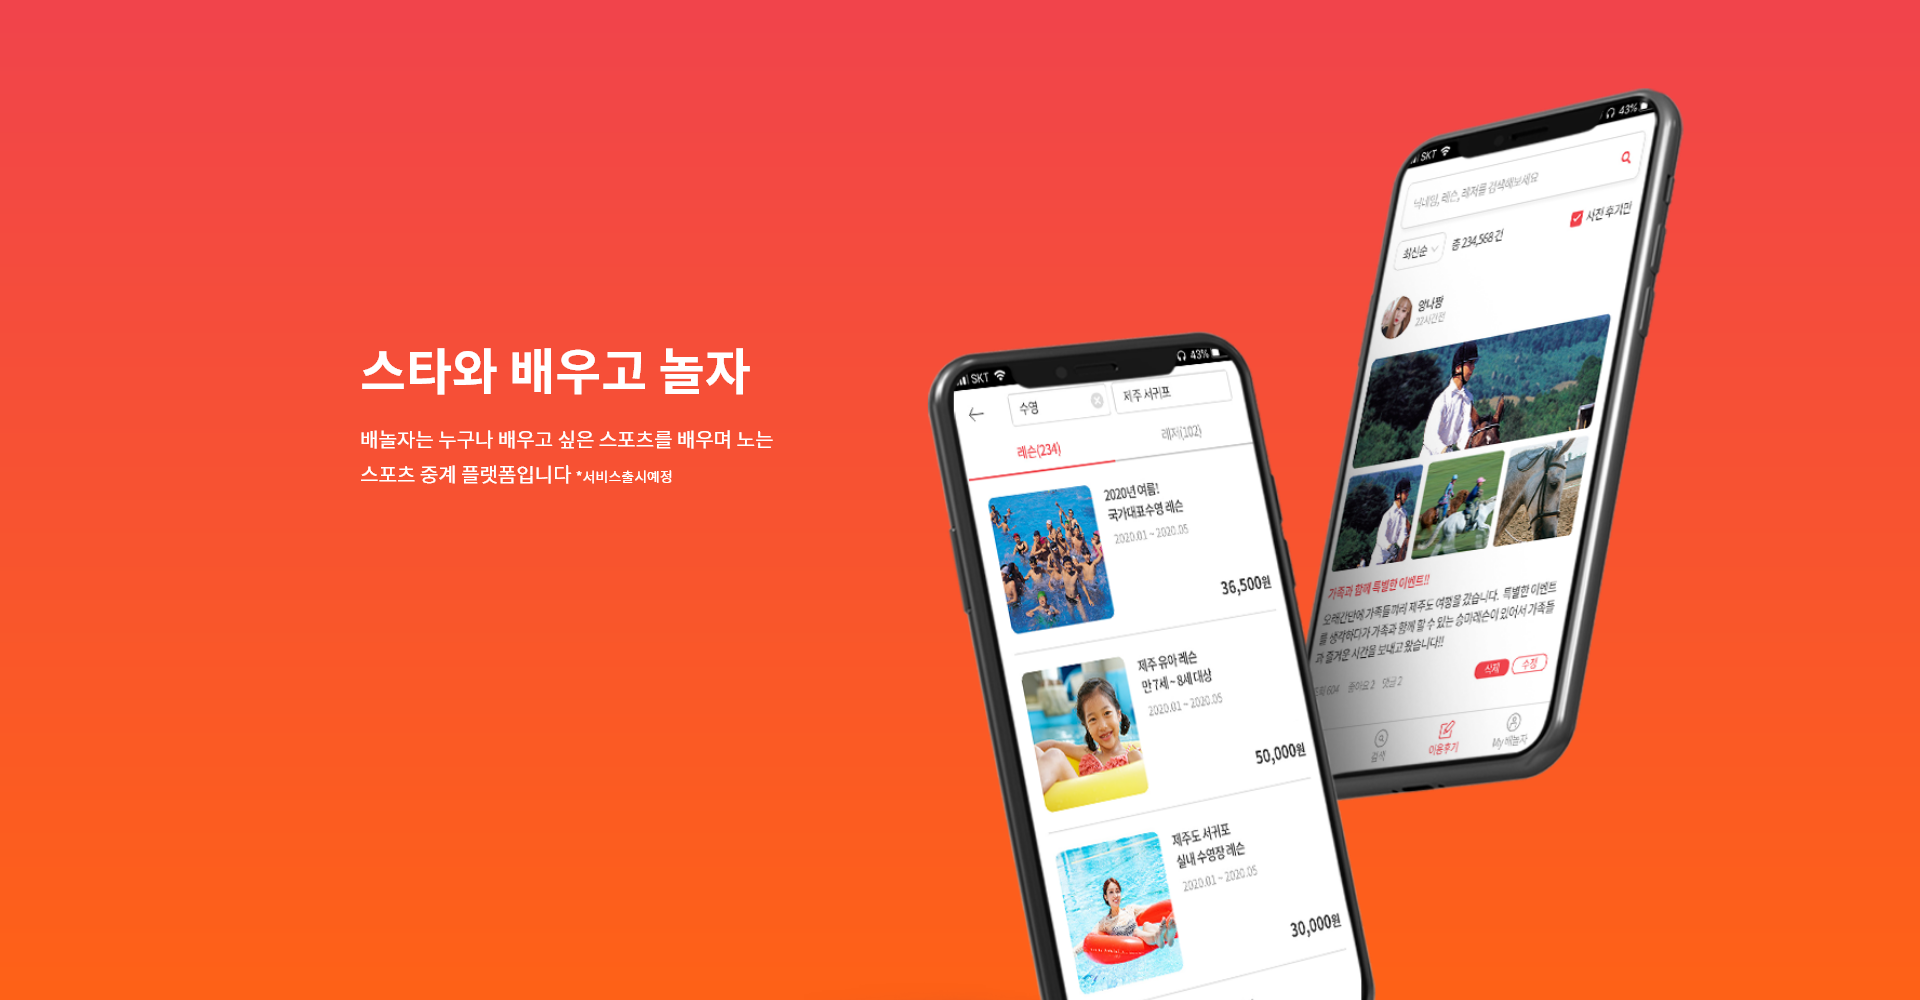 스타와 배우고 놀자
배놀자는 누구나 배우고 싶은 스포츠를 배우며 노는
스포츠 중계 플랫폼입니다 *서비스출시예정
SKT
43%
수영
제주 서귀포
레슨(234)
레저(102)
2020년 여름!
국가대표수영 레슨
2020.01 ~ 2020.05
36,500원
제주 유아 레슨
만 7세 ~ 8세 대상
2020.01 ~ 2020.05
50,000원
제주도 서귀포
실내 수영장 레슨
2020.01 ~ 2020.05
30,000원
SKT
43%
닉네임, 레슨, 레저를 검색해보세요
사진 후기만
최신순
총 234,568 건
앙나짱
22시간전
가족과 함께 특별한 이벤트!!
오래간만에 가족들끼리 제주도 여행을 갔습니다. 특별한 이벤트
를 생각하다가 가족과 함께 할 수 있는 승마레슨이 있어서 가족들
과 즐거운 시간을 보내고 왔습니다!!
삭제
수정
604
좋아요 2
댓글 2
검색
이용후기
My 배놀자